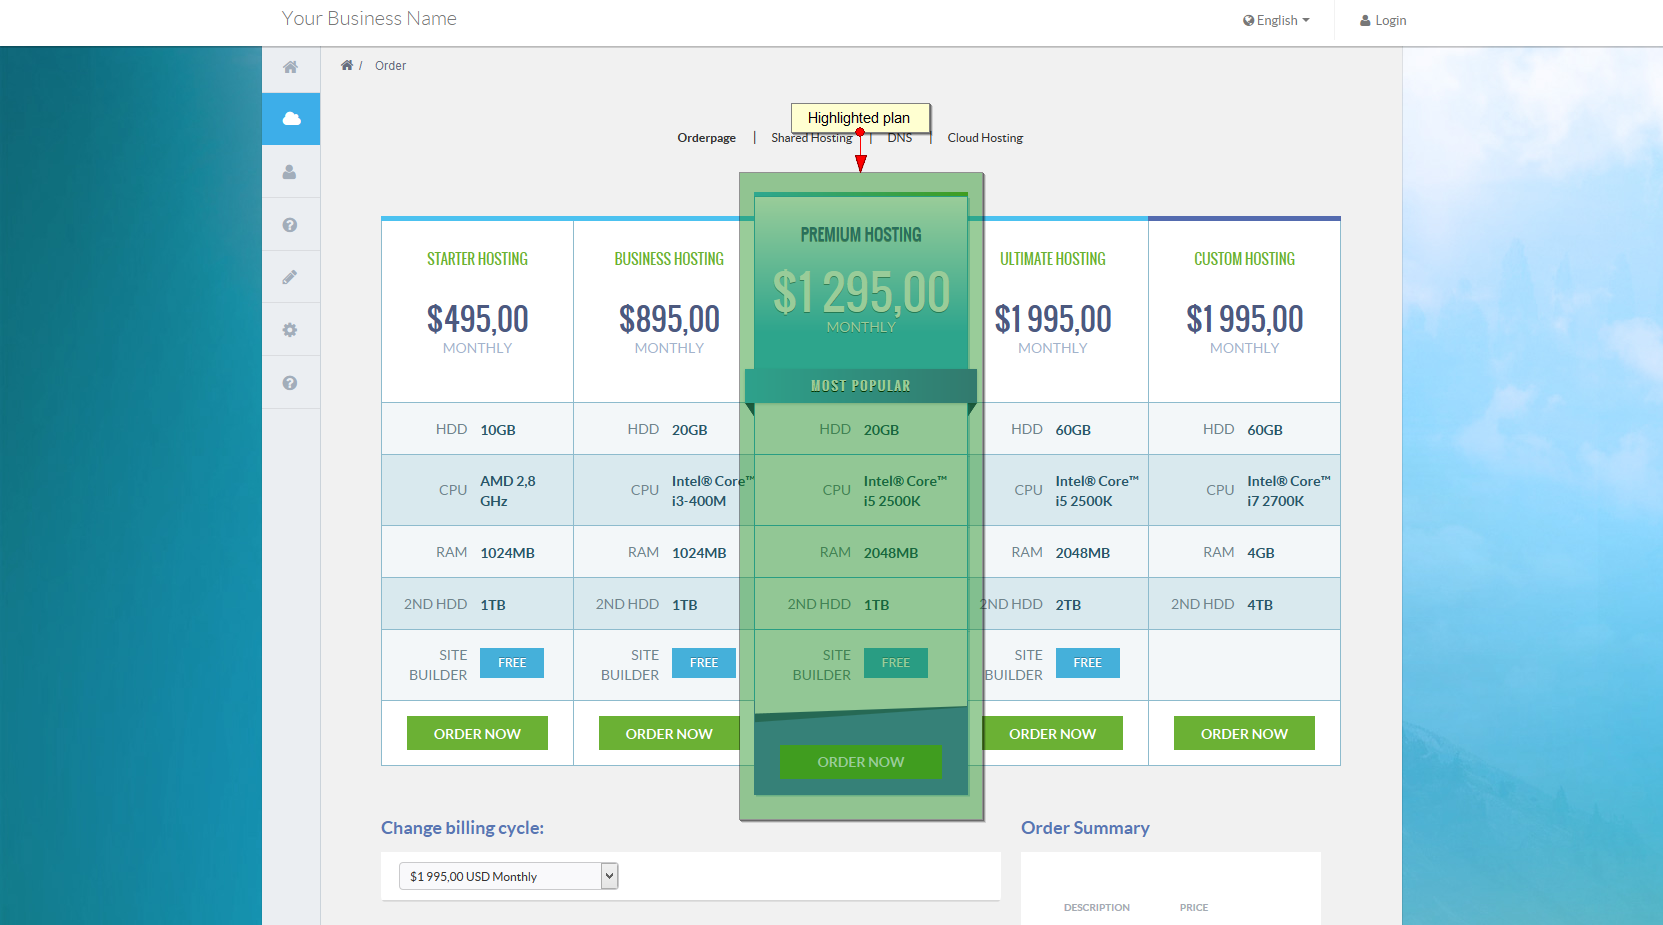 Your Business Name
English
Login
/ Order
Highlighted plan
Orderpage | Shared Hosting | DNS | Cloud Hosting
STARTER HOSTING
$495,00
MONTHLY
HDD 10GB
CPU AMD 2,8
GHz
RAM 1024MB
2ND HDD 1TB
SITE
BUILDER
FREE
ORDER NOW
BUSINESS HOSTING
$895,00
MONTHLY
HDD 20GB
CPU Intel® Core™
i3-400M
RAM 1024MB
2ND HDD 1TB
SITE
BUILDER
FREE
ORDER NOW
PREMIUM HOSTING
$1 295,00
MONTHLY
MOST POPULAR
HDD 20GB
CPU Intel® Core™
i5 2500K
RAM 2048MB
2ND HDD 1TB
SITE
BUILDER
FREE
ORDER NOW
ULTIMATE HOSTING
$1 995,00
MONTHLY
HDD 60GB
CPU Intel® Core™
i5 2500K
RAM 2048MB
2ND HDD 2TB
SITE
BUILDER
FREE
ORDER NOW
CUSTOM HOSTING
$1 995,00
MONTHLY
HDD 60GB
CPU Intel® Core™
i7 2700K
RAM 4GB
2ND HDD 4TB
ORDER NOW
Change billing cycle:
$1 995,00 USD Monthly
Order Summary
DESCRIPTION PRICE